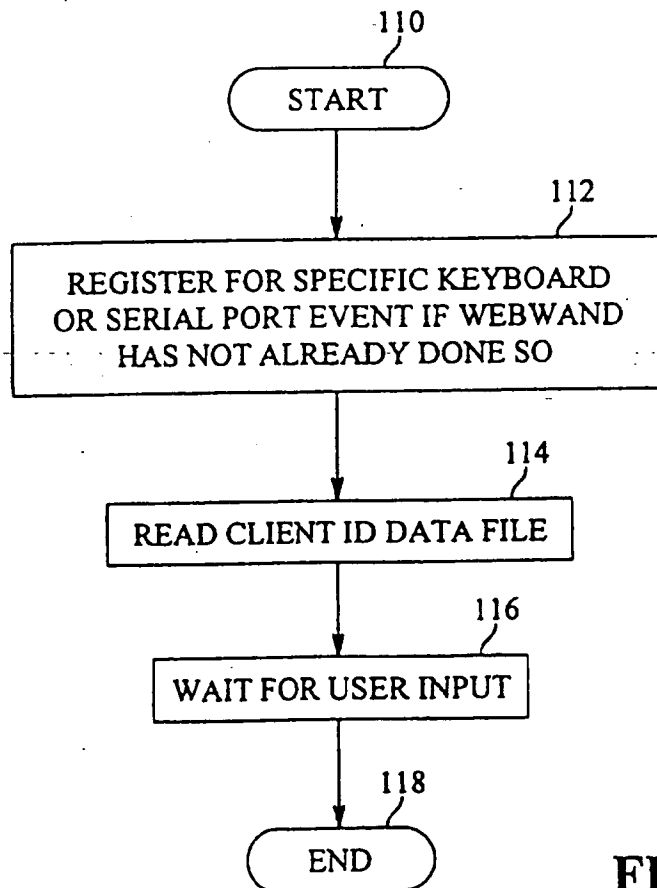 110
START
112
REGISTER FOR SPECIFIC KEYBOARD
OR SERIAL PORT EVENT IF WEBWAND
HAS NOT ALREADY DONE SO
114
READ CLIENT ID DATA FILE
116
WAIT FOR USER INPUT
118
END